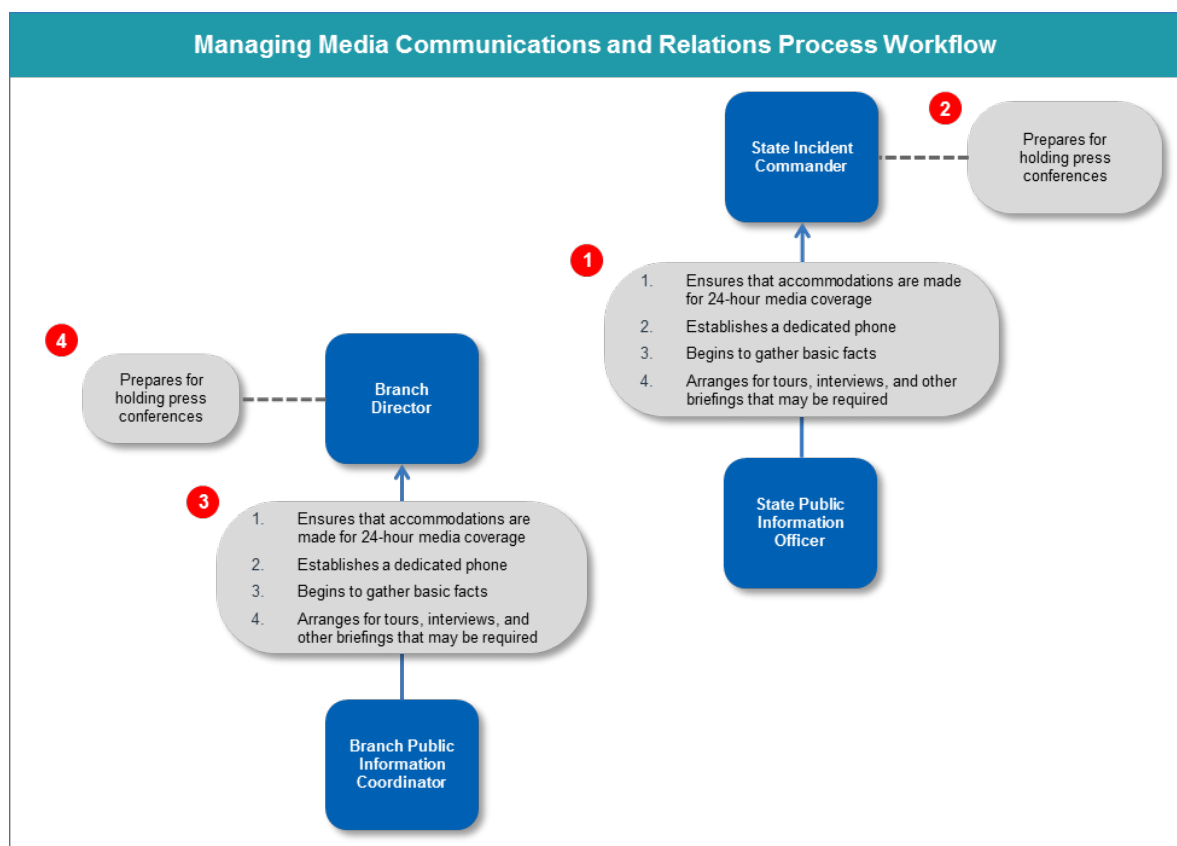 Managing Media Communications and Relations Process Workflow
2
State Incident
Commander
Prepares for
holding press
conferences
1
1. Ensures that accommodations are made
for 24-hour media coverage
2. Establishes a dedicated phone
3. Begins to gather basic facts
4. Arranges for tours, interviews, and other
briefings that may be required
State Public
Information
Officer
4
Prepares for
holding press
conferences
Branch
Director
3
1. Ensures that accommodations are
made for 24-hour media coverage
2. Establishes a dedicated phone
3. Begins to gather basic facts
4. Arranges for tours, interviews, and
other briefings that may be required
Branch Public
Information
Coordinator